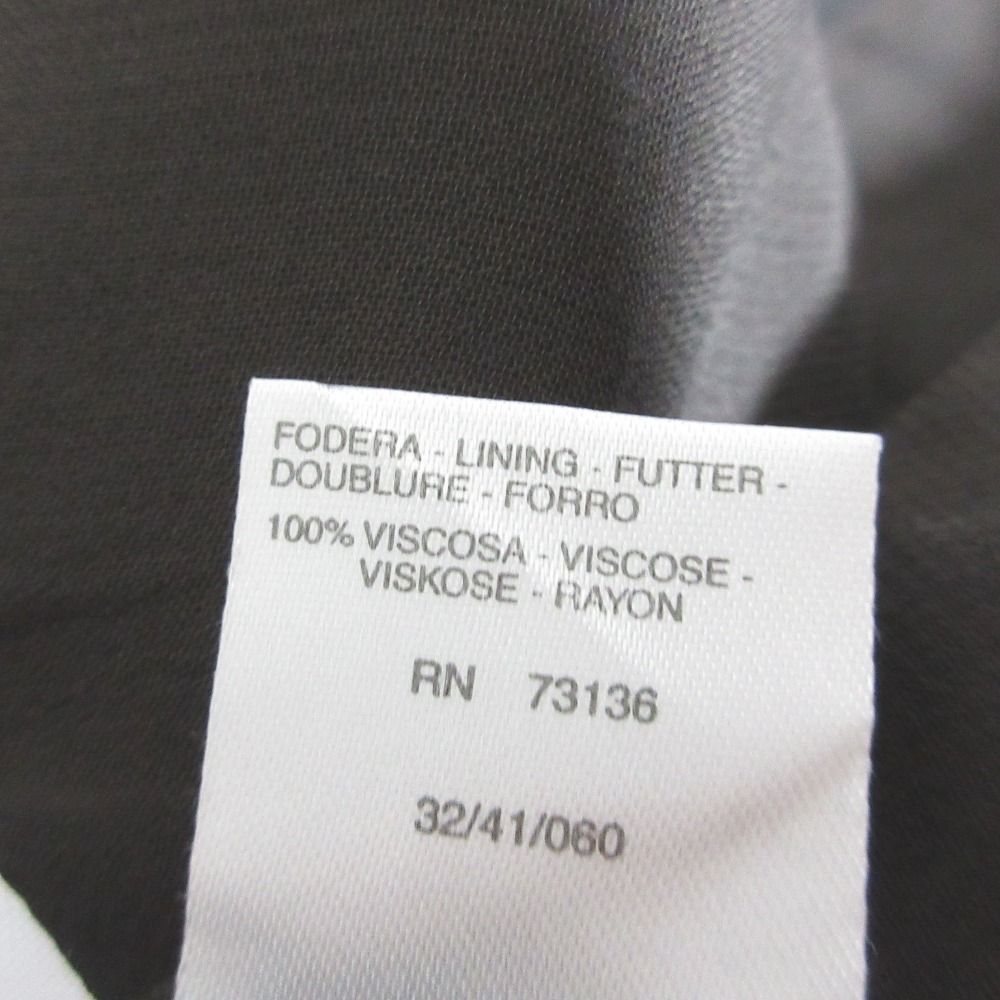 FODERA - LINING - FUTTER -
DOUBLURE - FORRO
100% VISCOSA - VISCOSE -
VISKOSE - RAYON
RN 73136
32/41/060